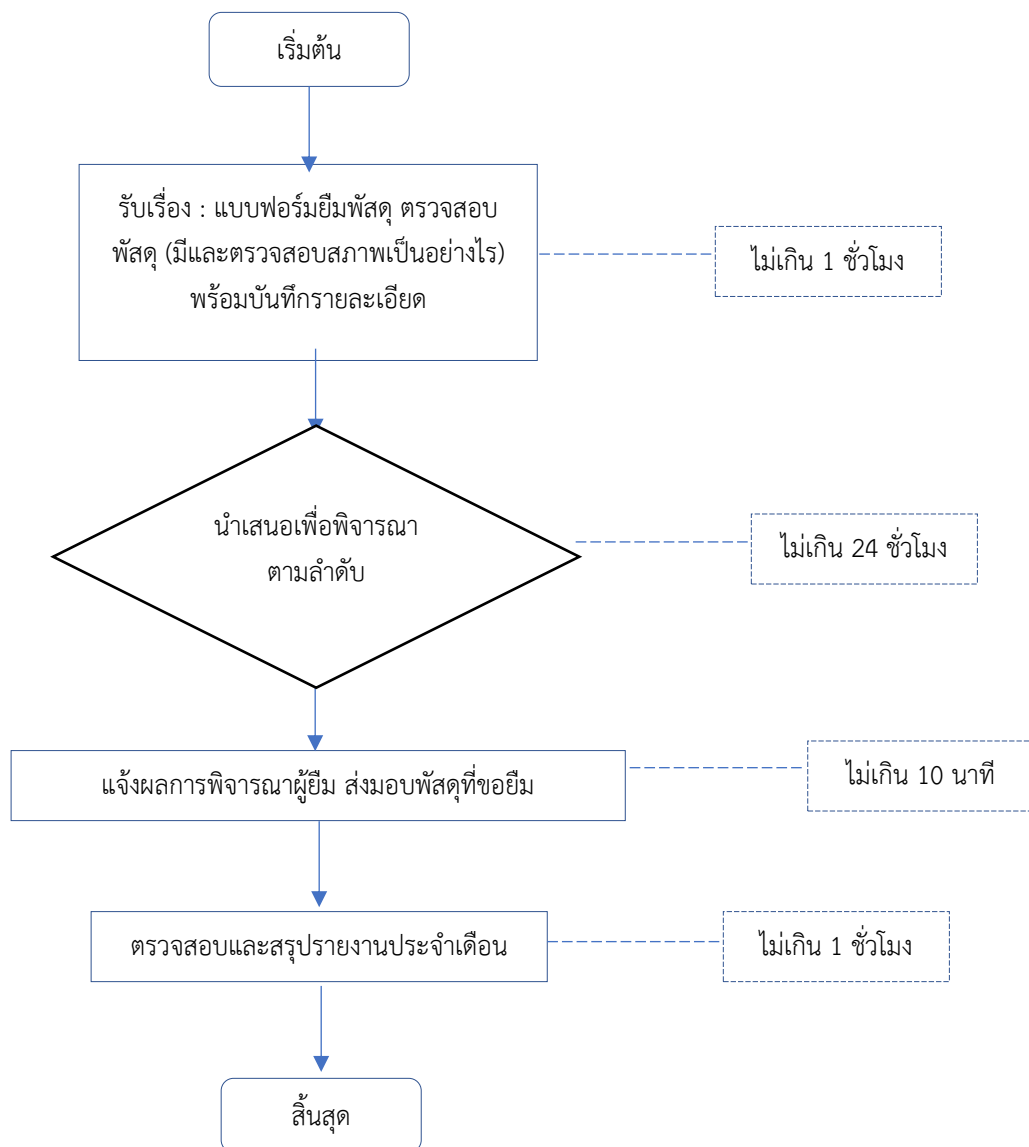 เริ่มต้น
รับเรื่อง : แบบฟอร์มยืมพัสดุ ตรวจสอบ
พัสดุ (มีและตรวจสอบสภาพเป็นอย่างไร)
พร้อมบันทึกรายละเอียด
ไม่เกิน 1 ชั่วโมง
นำเสนอเพื่อพิจารณา
ตามลำดับ
ไม่เกิน 24 ชั่วโมง
แจ้งผลการพิจารณาผู้ยืม ส่งมอบพัสดุที่ขอยืม
ไม่เกิน 10 นาที
ตรวจสอบและสรุปรายงานประจำเดือน
ไม่เกิน 1 ชั่วโมง
สิ้นสุด